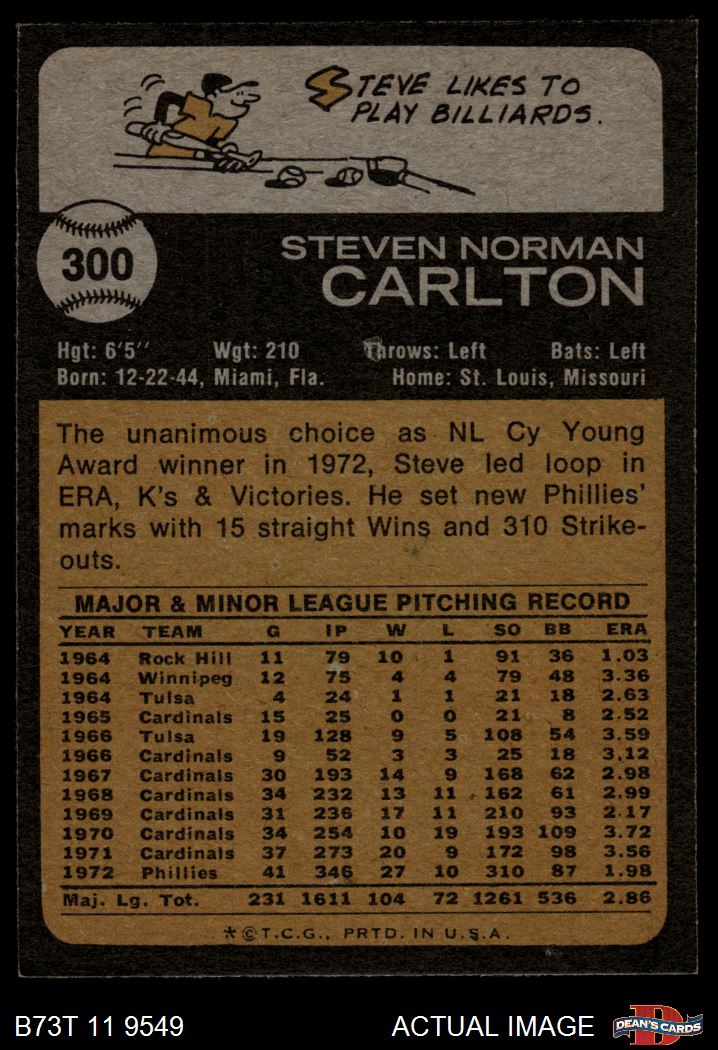 STEVE LIKES TO
PLAY BILLIARDS.
300
STEVEN NORMAN
CARLTON
Hgt: 6'5'' Wgt: 210 Throws: Left Bats: Left
Born: 12-22-44, Miami, Fla. Home: St. Louis, Missouri
The unanimous choice as NL Cy Young
Award winner in 1972, Steve led loop in
ERA, K's & Victories. He set new Phillies'
marks with 15 straight Wins and 310 Strike-
outs.
MAJOR & MINOR LEAGUE PITCHING RECORD
YEAR TEAM G IP W L SO BB ERA
1964 Rock Hill 11 79 10 1 91 36 1.03
1964 Winnipeg 12 75 4 4 79 48 3.36
1964 Tulsa 4 24 1 1 21 18 2.63
1965 Cardinals 15 25 0 0 21 8 2.52
1966 Tulsa 19 128 9 5 108 54 3.59
1966 Cardinals 9 52 3 3 25 18 3.12
1967 Cardinals 30 193 14 9 168 62 2.98
1968 Cardinals 34 232 13 11 162 61 2.99
1969 Cardinals 31 236 17 11 210 93 2.17
1970 Cardinals 34 254 10 19 193 109 3.72
1971 Cardinals 37 273 20 9 172 98 3.56
1972 Phillies 41 346 27 10 310 87 1.98
Maj. Lg. Tot. 231 1611 104 72 1261 536 2.86
*©T.C.G., PRTD. IN U.S.A.
B73T 11 9549 ACTUAL IMAGE DEAN'S CARDS